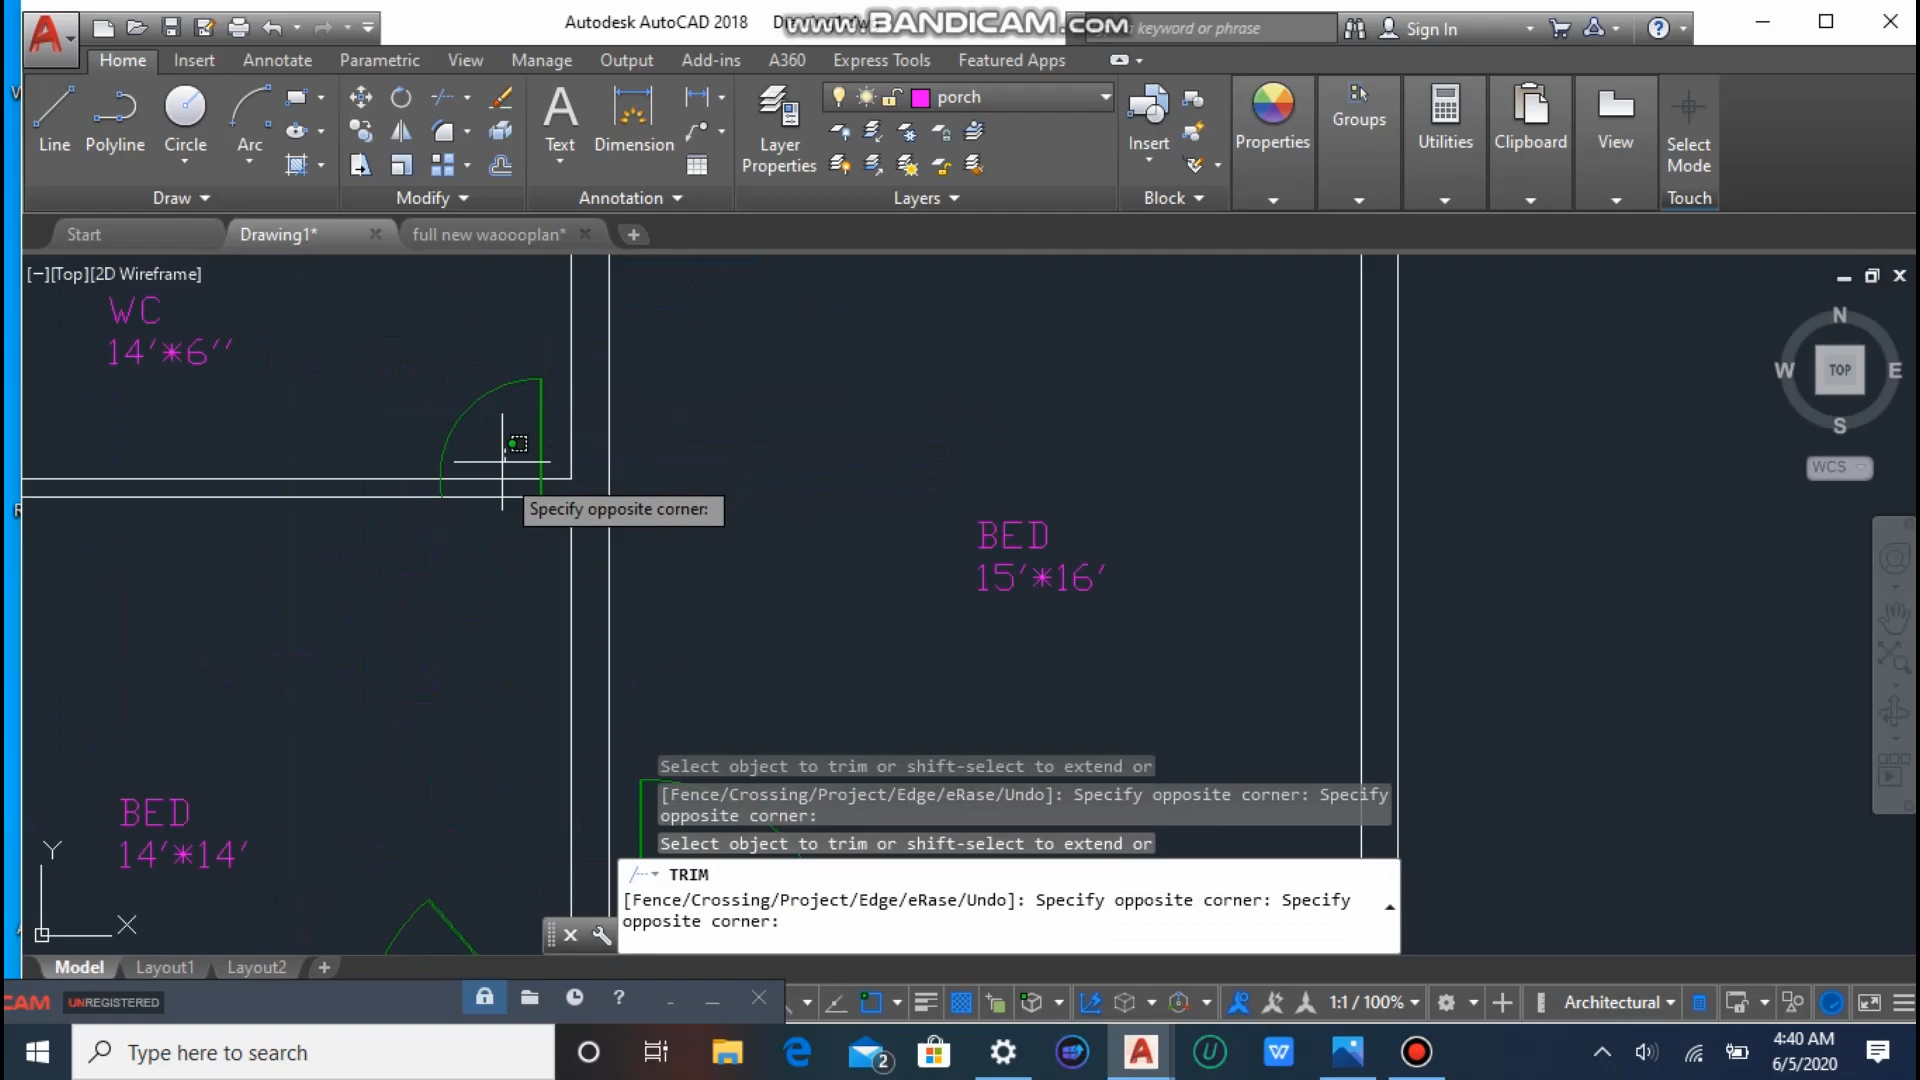 Autodesk AutoCAD 2018
www.BANDICAM.COM
keyword or phrase
Sign In
Home Insert Annotate Parametric View Manage Output Add-ins A360 Express Tools Featured Apps
porch
Line Polyline Circle Arc
Text Dimension
Layer Properties
Insert
Properties
Groups
Utilities
Clipboard
View
Select Mode
Draw Modify Annotation Layers Block Touch
Start Drawing1* full new waoooplan*
[−][Top][2D Wireframe]
WC
14'*6''
N
W TOP E
S
WCS
Specify opposite corner:
BED
15'*16'
BED
14'*14'
Y
X
Select object to trim or shift-select to extend or
[Fence/Crossing/Project/Edge/eRase/Undo]: Specify opposite corner: Specify
opposite corner:
Select object to trim or shift-select to extend or
TRIM
[Fence/Crossing/Project/Edge/eRase/Undo]: Specify opposite corner: Specify
opposite corner:
Model Layout1 Layout2
CAM UNREGISTERED
1:1 / 100% Architectural
Type here to search
2
4:40 AM
6/5/2020